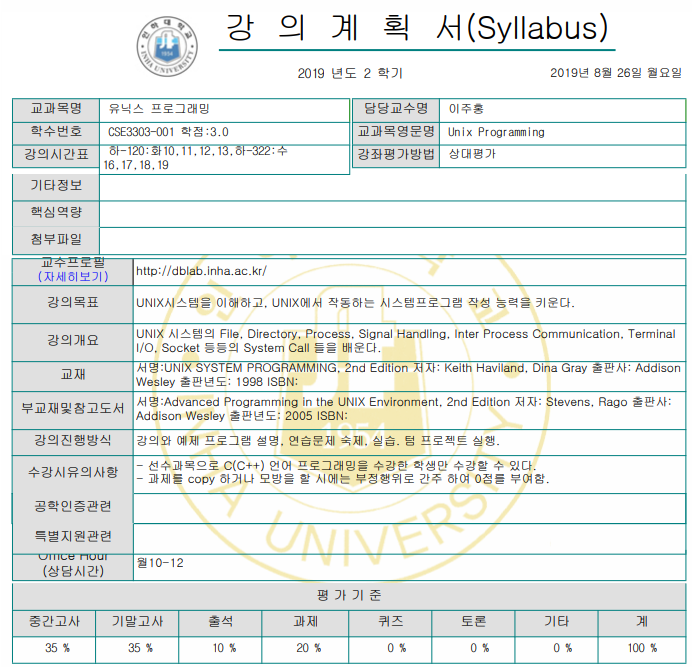 강 의 계 획 서(Syllabus)
인하대학교
1954
INHA UNIVERSITY
2019 년도 2 학기
2019년 8월 26일 월요일
교과목명 유닉스 프로그래밍 담당교수명 이주홍
학수번호 CSE3303-001 학점:3.0 교과목영문명 Unix Programming
강의시간표 하-120:화10,11,12,13,하-322:수 강좌평가방법 상대평가
16,17,18,19
기타정보
핵심역량
첨부파일
교수프로필
(자세히보기) http://dblab.inha.ac.kr/
강의목표 UNIX시스템을 이해하고, UNIX에서 작동하는 시스템프로그램 작성 능력을 키운다.
강의개요 UNIX 시스템의 File, Directory, Process, Signal Handling, Inter Process Communication, Terminal
I/O, Socket 등등의 System Call 들을 배운다.
교재 서명:UNIX SYSTEM PROGRAMMING, 2nd Edition 저자: Keith Haviland, Dina Gray 출판사: Addison
Wesley 출판년도: 1998 ISBN:
부교재및참고도서 서명:Advanced Programming in the UNIX Environment, 2nd Edition 저자: Stevens, Rago 출판사:
Addison Wesley 출판년도: 2005 ISBN:
강의진행방식 강의와 예제 프로그램 설명, 연습문제 숙제, 실습. 텀 프로젝트 실행.
수강시유의사항 - 선수과목으로 C(C++) 언어 프로그래밍을 수강한 학생만 수강할 수 있다.
- 과제를 copy 하거나 모방을 할 시에는 부정행위로 간주 하여 0점를 부여함.
공학인증관련
특별지원관련
Office Hour
(상담시간) 월10-12
1954
INHA UNIVERSITY
평 가 기 준
중간고사 기말고사 출석 과제 퀴즈 토론 기타 계
35 % 35 % 10 % 20 % 0 % 0 % 0 % 100 %